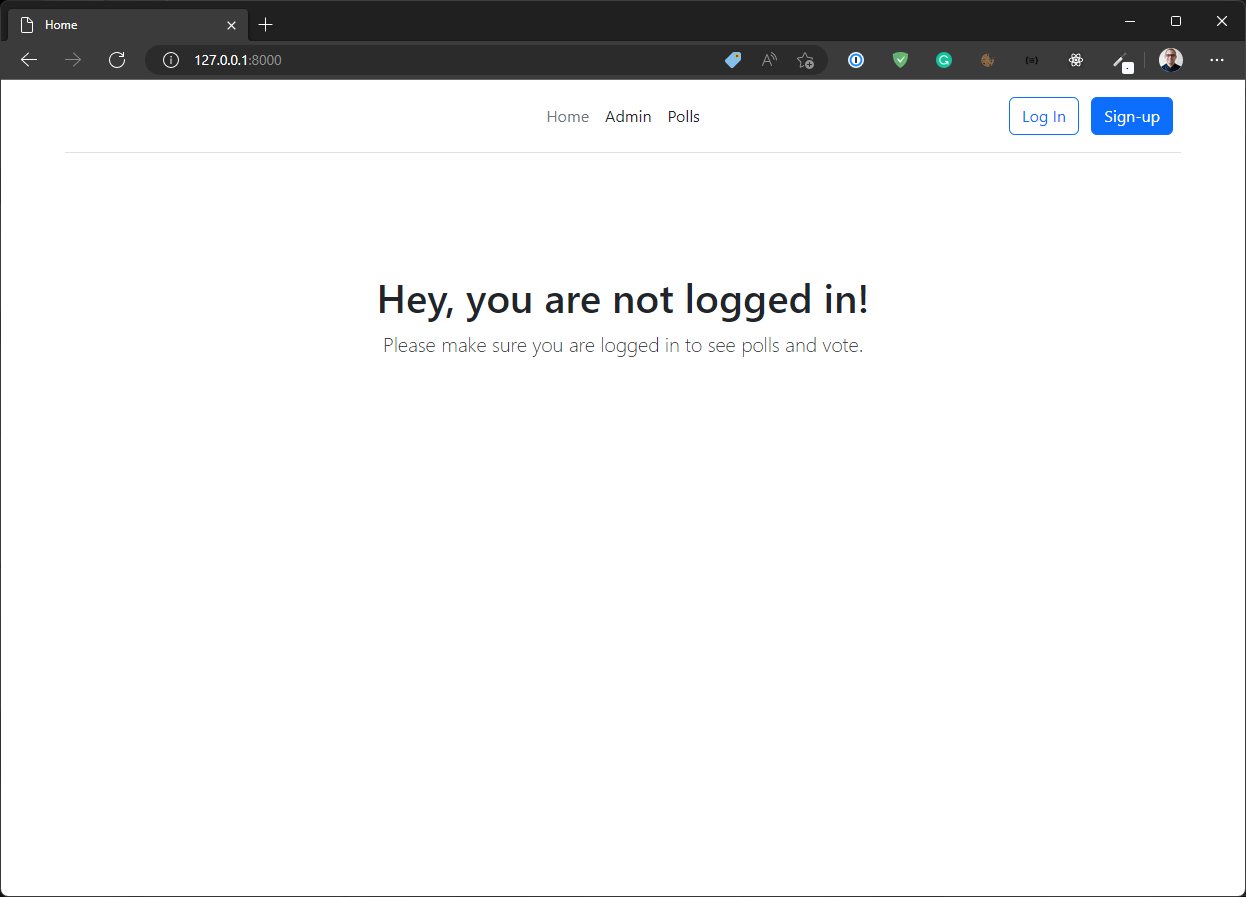 Home
127.0.0.1:8000
Home Admin Polls Log In Sign-up
Hey, you are not logged in!
Please make sure you are logged in to see polls and vote.